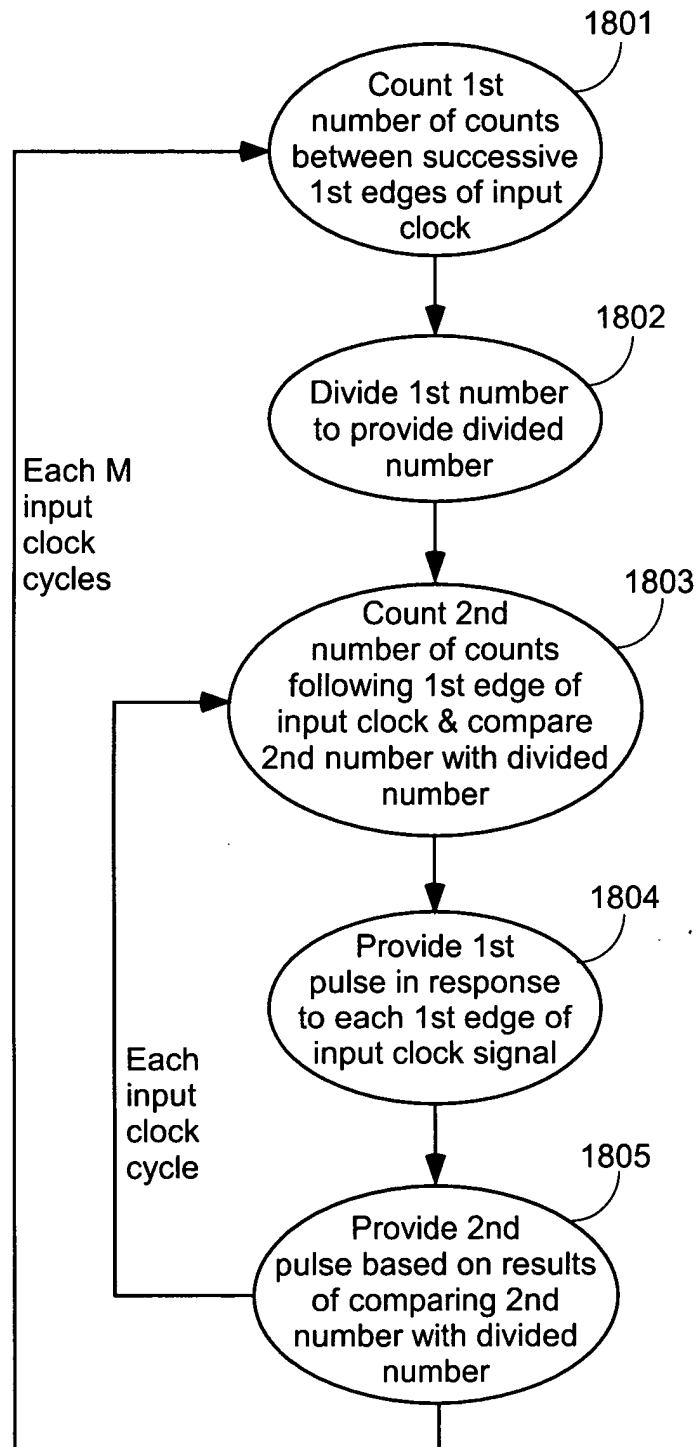 1801
Count 1st
number of counts
between successive
1st edges of input
clock
1802
Divide 1st number
to provide divided
number
Each M
input
clock
cycles
1803
Count 2nd
number of counts
following 1st edge of
input clock & compare
2nd number with divided
number
1804
Provide 1st
pulse in response
to each 1st edge of
input clock signal
Each
input
clock
cycle
1805
Provide 2nd
pulse based on results
of comparing 2nd
number with divided
number